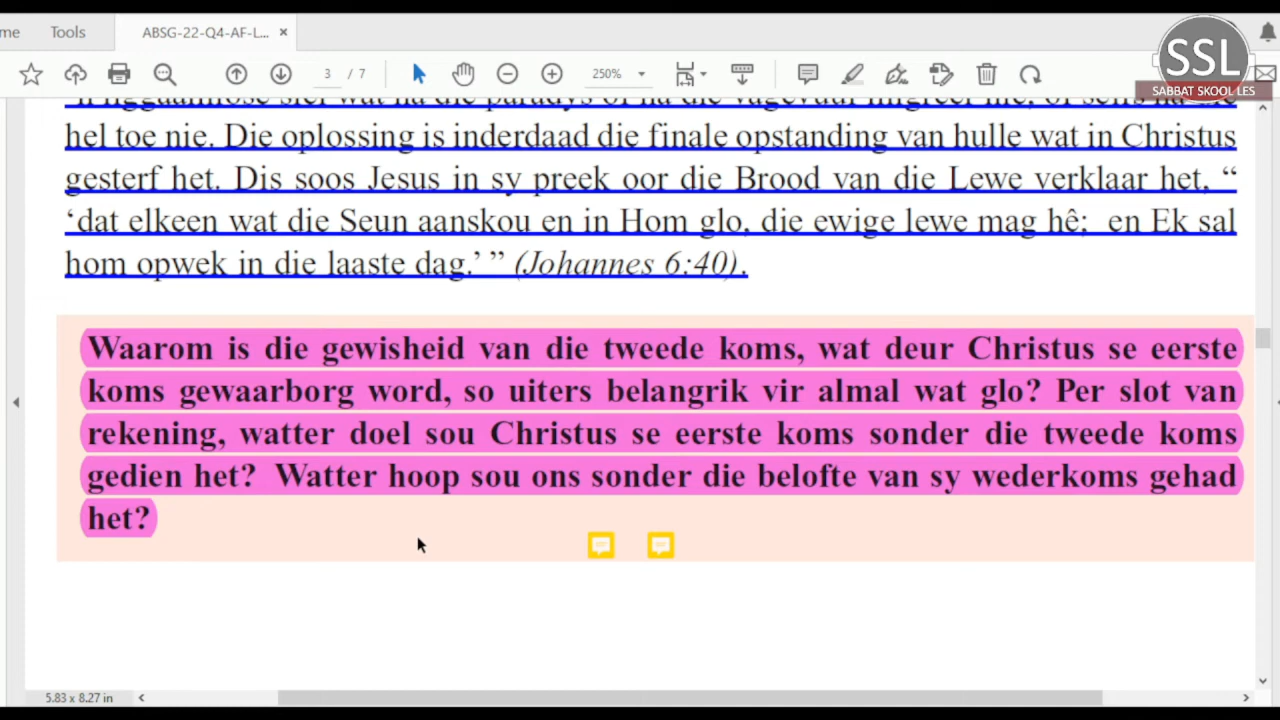 me Tools ABSG-22-Q4-AF-L... ×
SSL
SABBAT SKOOL LES
3 / 7 250%
hel toe nie. Die oplossing is inderdaad die finale opstanding van hulle wat in Christus
gesterf het. Dis soos Jesus in sy preek oor die Brood van die Lewe verklaar het, “
‘dat elkeen wat die Seun aanskou en in Hom glo, die ewige lewe mag hê; en Ek sal
hom opwek in die laaste dag.’ ” (Johannes 6:40).
Waarom is die gewisheid van die tweede koms, wat deur Christus se eerste
koms gewaarborg word, so uiters belangrik vir almal wat glo? Per slot van
rekening, watter doel sou Christus se eerste koms sonder die tweede koms
gedien het? Watter hoop sou ons sonder die belofte van sy wederkoms gehad
het?
5.83 x 8.27 in